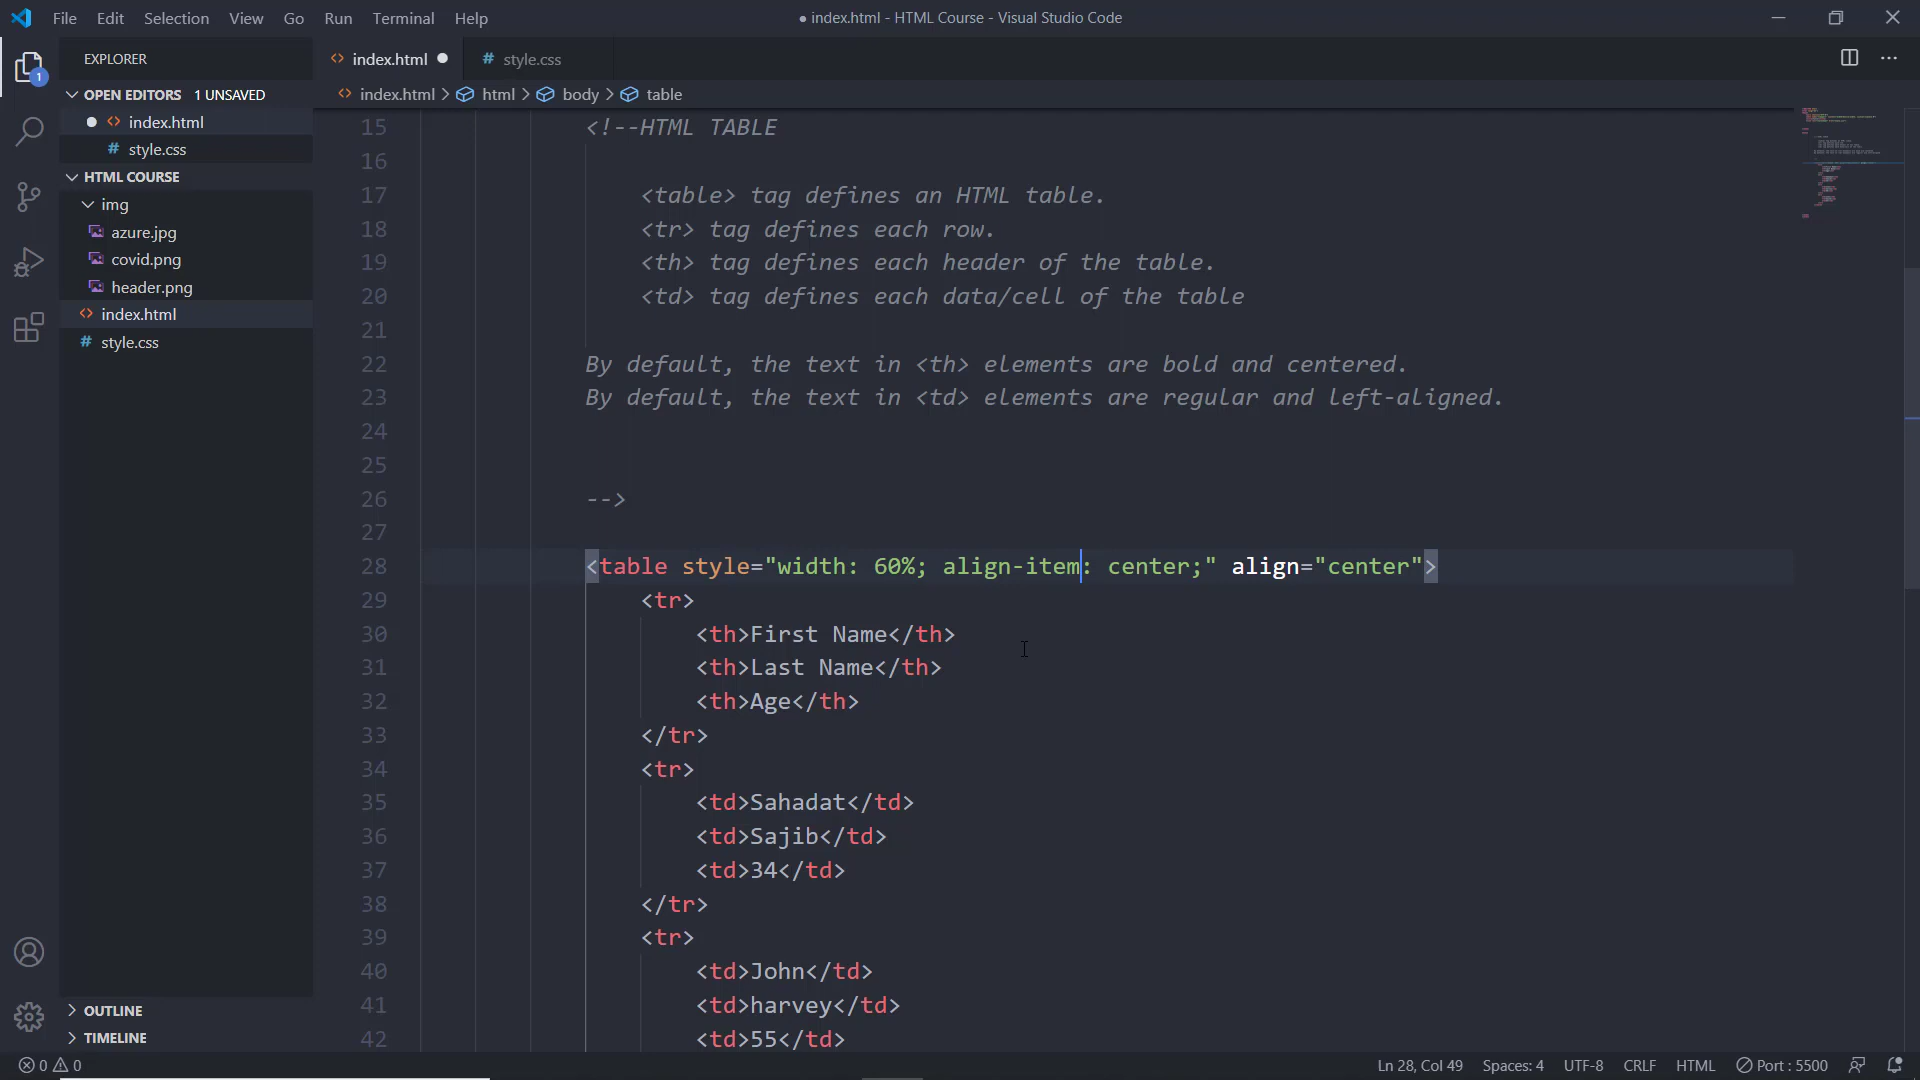 File Edit Selection View Go Run Terminal Help
● index.html - HTML Course - Visual Studio Code
EXPLORER
1
OPEN EDITORS 1 UNSAVED
index.html
style.css
HTML COURSE
img
azure.jpg
covid.png
header.png
index.html
style.css
OUTLINE
TIMELINE
index.html
style.css
index.html > html > body > table
15 <!--HTML TABLE
16
17 <table> tag defines an HTML table.
18 <tr> tag defines each row.
19 <th> tag defines each header of the table.
20 <td> tag defines each data/cell of the table
21
22 By default, the text in <th> elements are bold and centered.
23 By default, the text in <td> elements are regular and left-aligned.
24
25
26 -->
27
28 <table style="width: 60%; align-item: center;" align="center">
29 <tr>
30 <th>First Name</th>
31 <th>Last Name</th>
32 <th>Age</th>
33 </tr>
34 <tr>
35 <td>Sahadat</td>
36 <td>Sajib</td>
37 <td>34</td>
38 </tr>
39 <tr>
40 <td>John</td>
41 <td>harvey</td>
42 <td>55</td>
0 0
Ln 28, Col 49 Spaces: 4 UTF-8 CRLF HTML Port : 5500